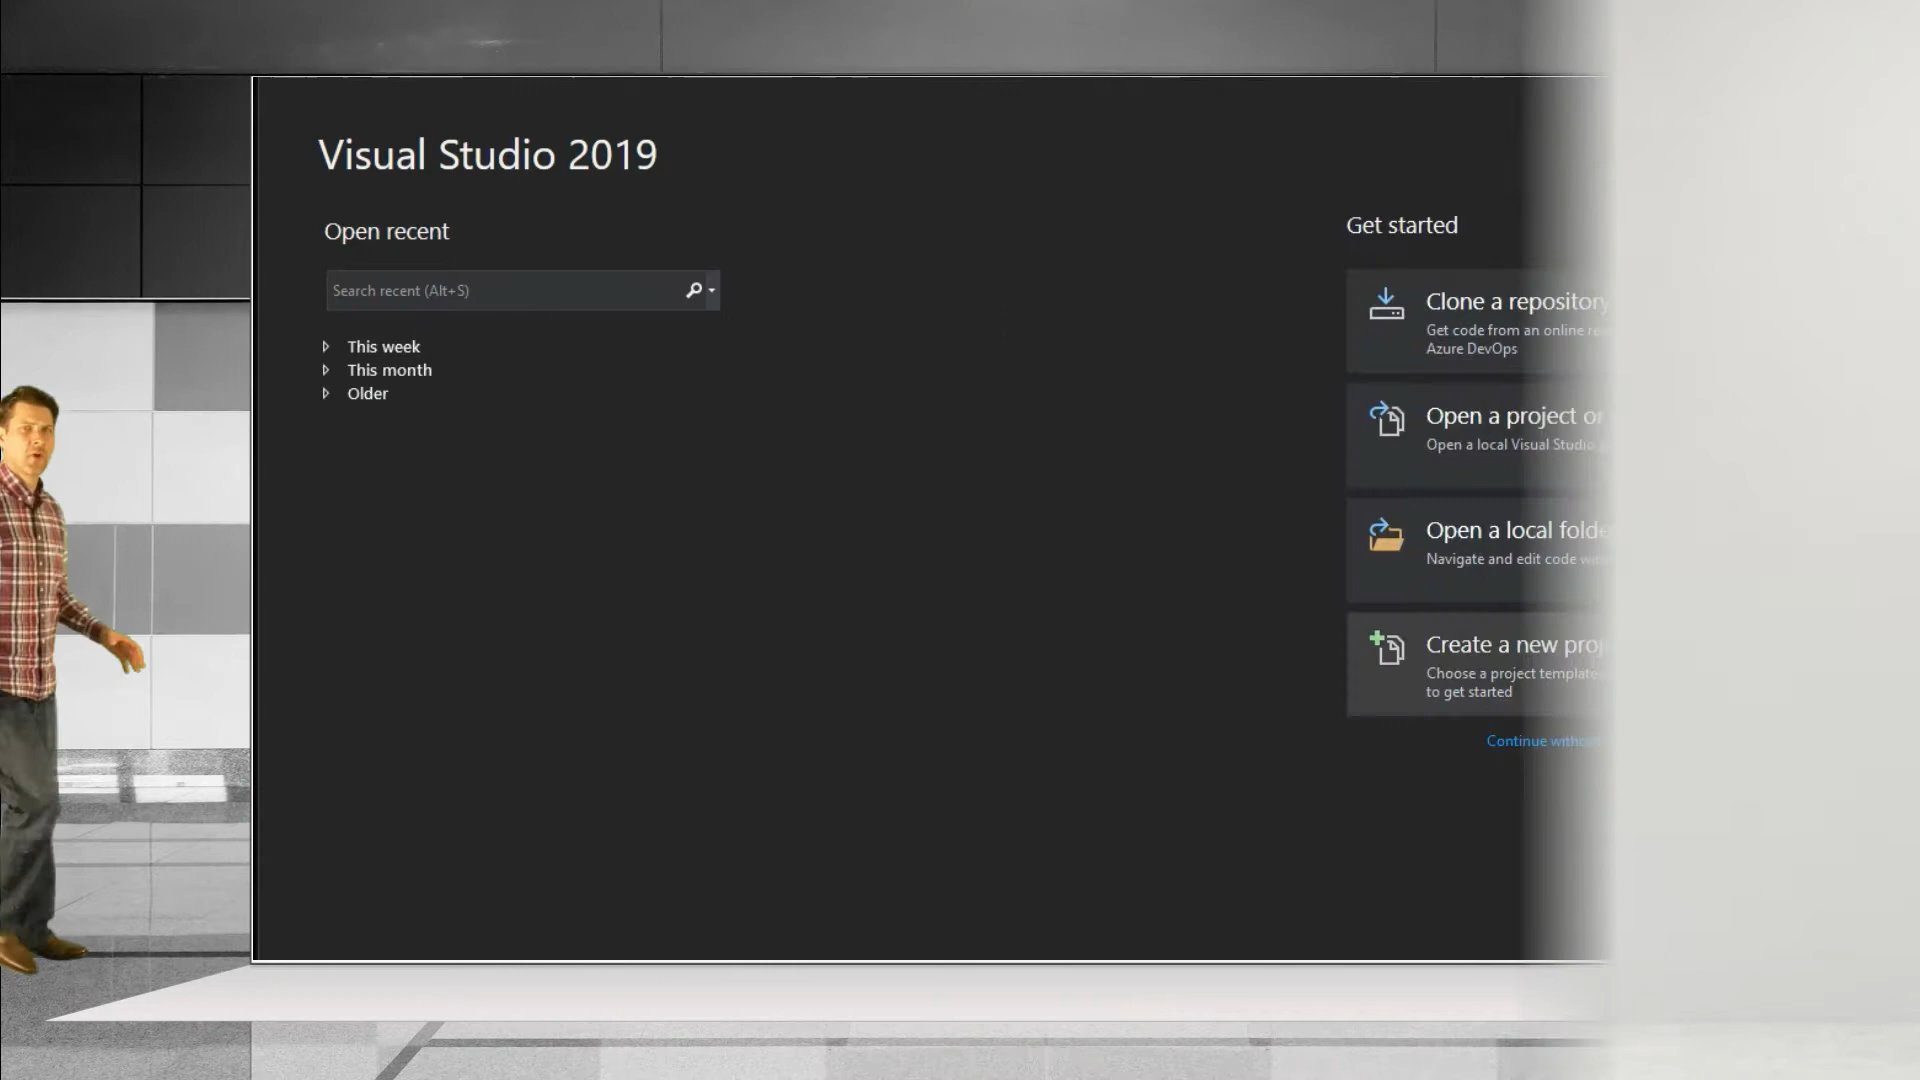 Visual Studio 2019
Open recent
Search recent (Alt+S)
This week
This month
Older
Get started
Clone a repository
Get code from an online
Azure DevOps
Open a project or
Open a local Visual Studio
Open a local
Navigate and edit code
Create a new
Choose a project template
to get started
Continue